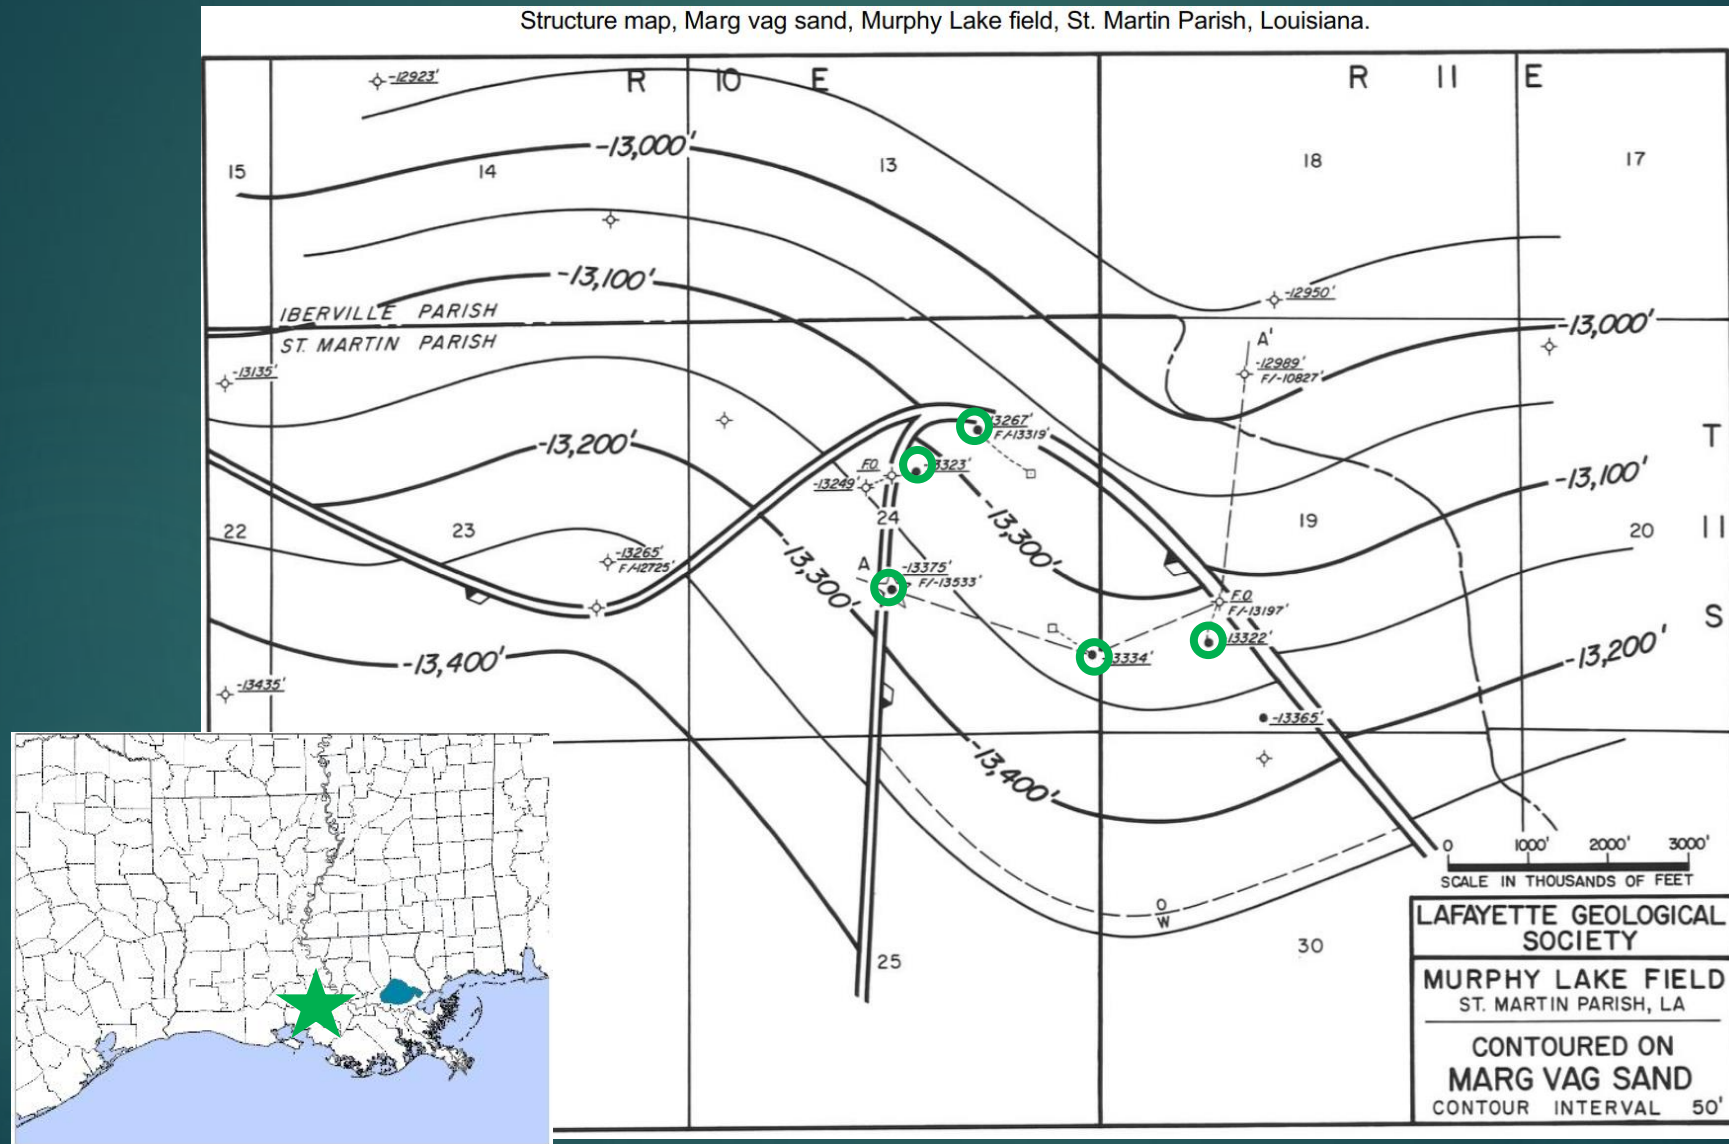 Structure map, Marg vag sand, Murphy Lake field, St. Martin Parish, Louisiana.
R 10 E
R 11 E
-12923'
-13,000'
15
14
13
18
17
-13,100'
IBERVILLE PARISH
ST. MARTIN PARISH
-12950'
-13,000'
A'
-12989'
F/-10827'
-13135'
T
-13,200'
13267'
F/-13319'
F.O.
-13323'
-13249'
-13,100'
24
-13,300'
22
23
19
20
11
-13265'
F/-12725'
-13,300'
A
-13375'
F/-13533'
F.O
F/-13197'
S
-13322'
-13334'
-13,200'
-13,400'
-13435'
-13365'
-13,400'
0 1000' 2000' 3000'
SCALE IN THOUSANDS OF FEET
O
W
25
30
LAFAYETTE GEOLOGICAL
SOCIETY
MURPHY LAKE FIELD
ST. MARTIN PARISH, LA
CONTOURED ON
MARG VAG SAND
CONTOUR INTERVAL 50'